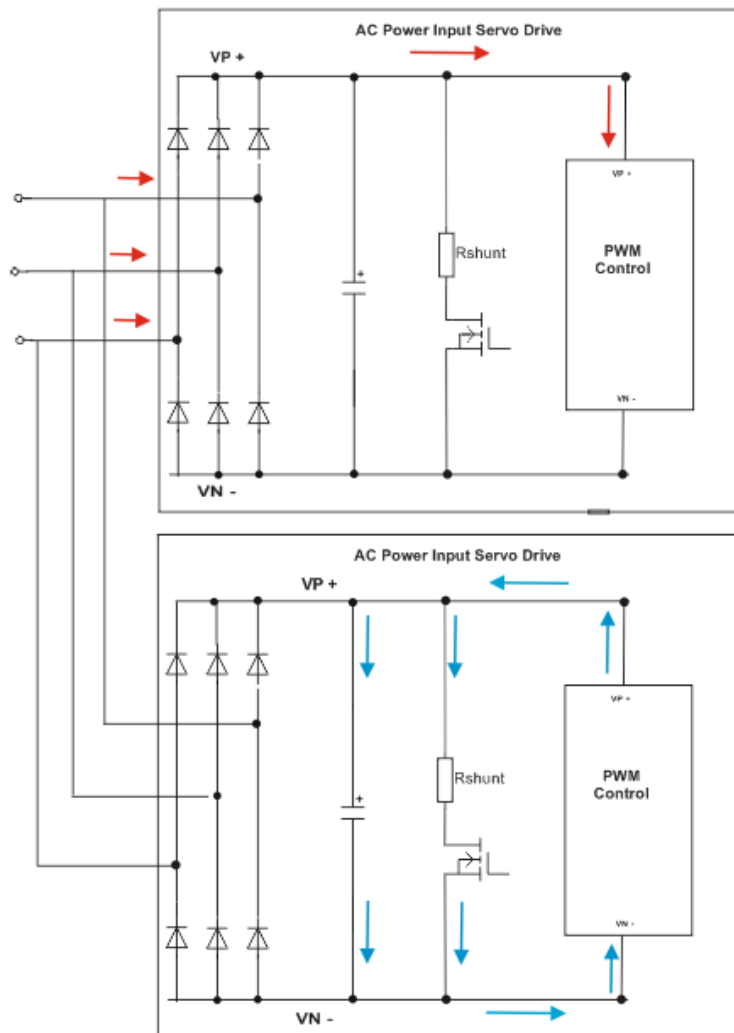 AC Power Input Servo Drive
VP +
VP +
+
Rshunt
PWM
Control
VN -
VN -
AC Power Input Servo Drive
VP +
VP +
Rshunt
PWM
Control
+
VN -
VN -